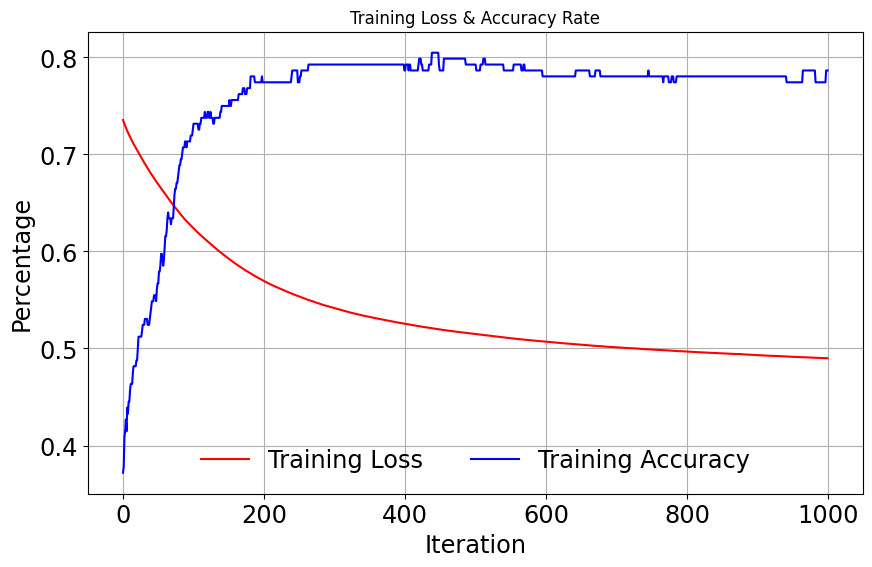 Training Loss & Accuracy Rate
Percentage
0.8
0.7
0.6
0.5
0.4
Training Loss Training Accuracy
0 200 400 600 800 1000
Iteration